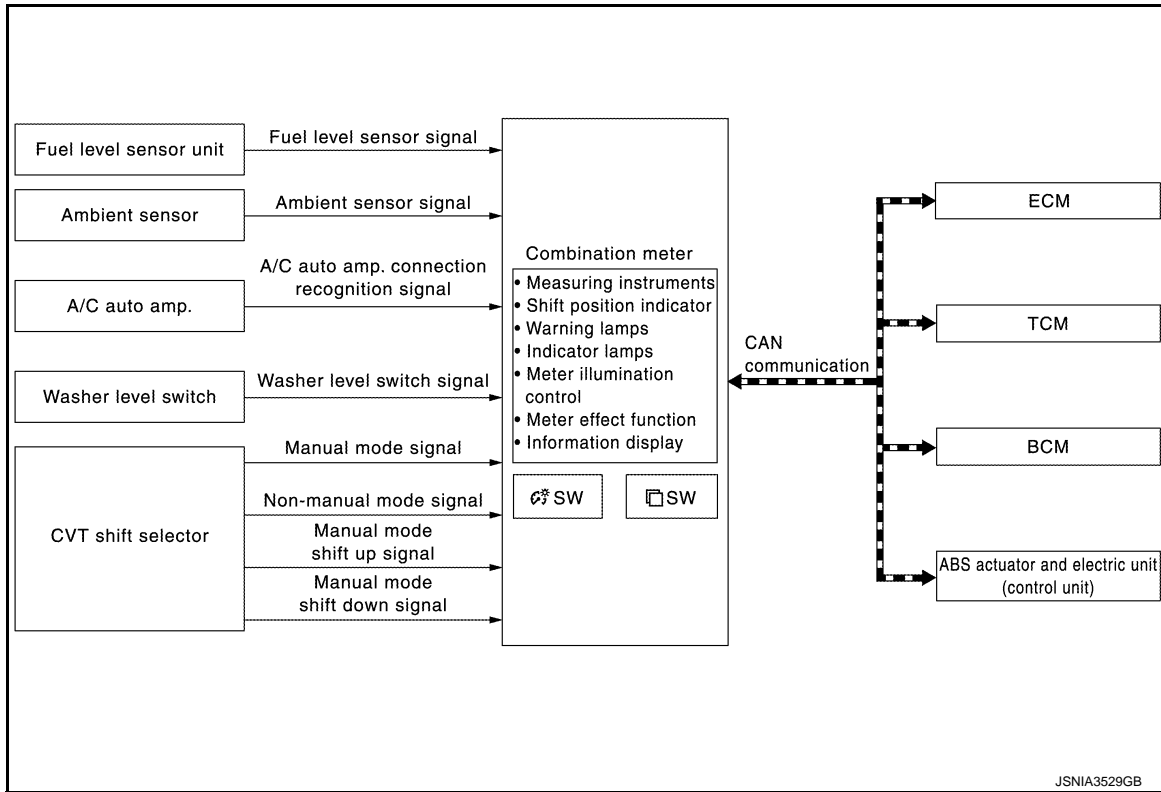 Fuel level sensor unit
Fuel level sensor signal
Ambient sensor
Ambient sensor signal
A/C auto amp.
A/C auto amp. connection
recognition signal
Washer level switch
Washer level switch signal
CVT shift selector
Manual mode signal
Non-manual mode signal
Manual mode
shift up signal
Manual mode
shift down signal
Combination meter
• Measuring instruments
• Shift position indicator
• Warning lamps
• Indicator lamps
• Meter illumination
control
• Meter effect function
• Information display
SW
SW
CAN
communication
ECM
TCM
BCM
ABS actuator and electric unit
(control unit)
JSNIA3529GB